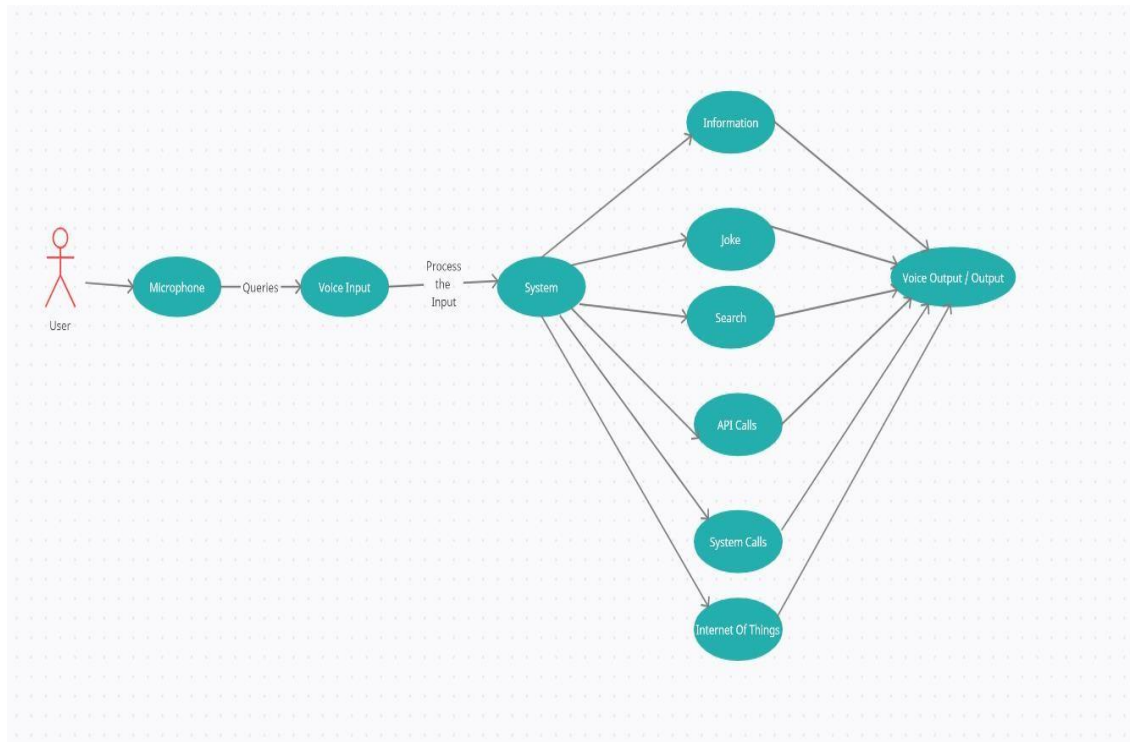 User
Microphone
Queries
Voice Input
Process
the
Input
System
Information
Joke
Search
API Calls
System Calls
Internet Of Things
Voice Output / Output